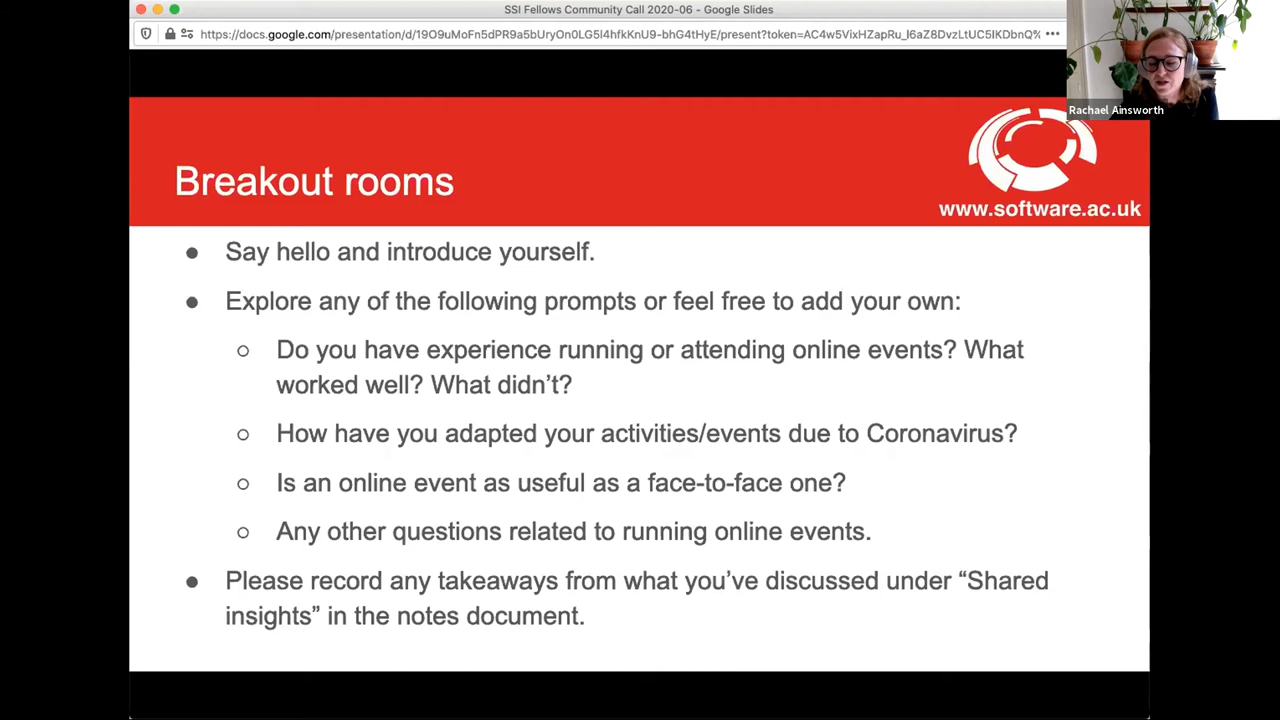 SSI Fellows Community Call 2020-06 - Google Slides
Rachael Ainsworth
www.software.ac.uk
Breakout rooms
● Say hello and introduce yourself.
● Explore any of the following prompts or feel free to add your own:
○ Do you have experience running or attending online events? What
worked well? What didn’t?
○ How have you adapted your activities/events due to Coronavirus?
○ Is an online event as useful as a face-to-face one?
○ Any other questions related to running online events.
● Please record any takeaways from what you’ve discussed under “Shared
insights” in the notes document.